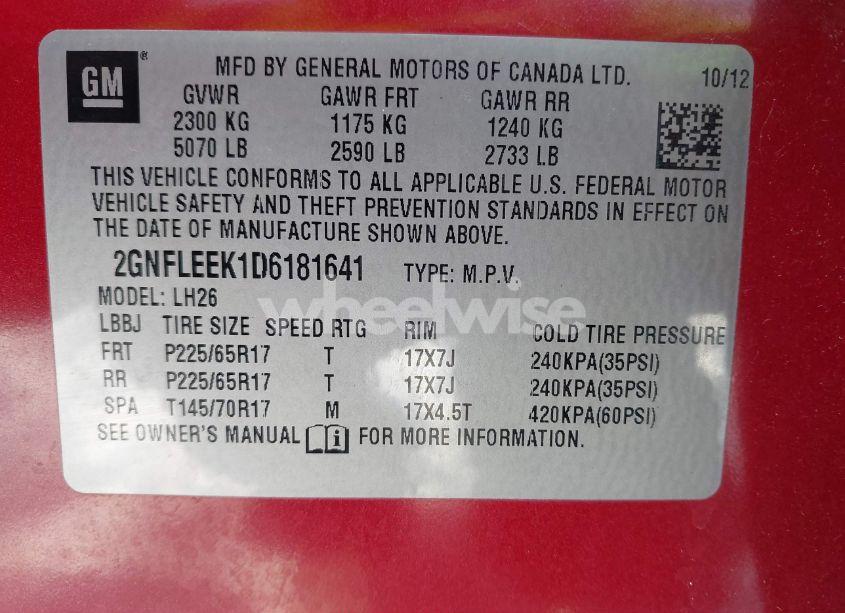 GM
® MFD BY GENERAL MOTORS OF CANADA LTD. 10/12
GVWR GAWR FRT GAWR RR
2300 KG 1175 KG 1240 KG
5070 LB 2590 LB 2733 LB
THIS VEHICLE CONFORMS TO ALL APPLICABLE U.S. FEDERAL MOTOR
VEHICLE SAFETY AND THEFT PREVENTION STANDARDS IN EFFECT ON
THE DATE OF MANUFACTURE SHOWN ABOVE.
2GNFLEEK1D6181641 TYPE: M.P.V.
MODEL: LH26
wheelwise
LBBJ TIRE SIZE SPEED RTG RIM COLD TIRE PRESSURE
FRT P225/65R17 T 17X7J 240KPA(35PSI)
RR P225/65R17 T 17X7J 240KPA(35PSI)
SPA T145/70R17 M 17X4.5T 420KPA(60PSI)
SEE OWNER'S MANUAL FOR MORE INFORMATION.